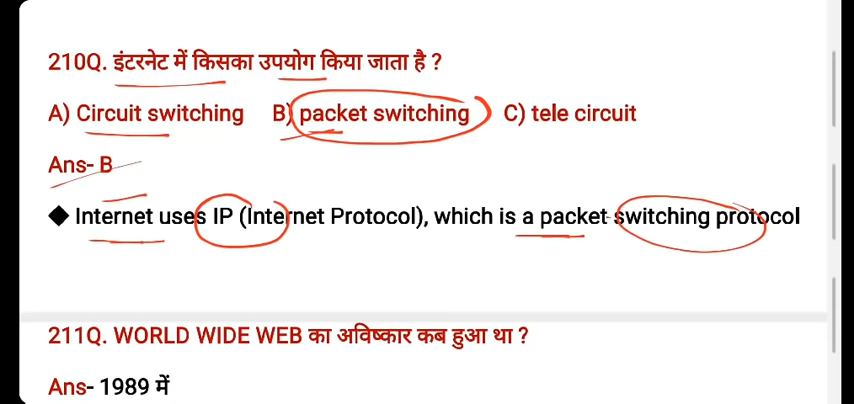 210Q. इंटरनेट में किसका उपयोग किया जाता है ?
A) Circuit switching B) packet switching C) tele circuit
Ans- B
◆ Internet uses IP (Internet Protocol), which is a packet switching protocol
211Q. WORLD WIDE WEB का अविष्कार कब हुआ था ?
Ans- 1989 में